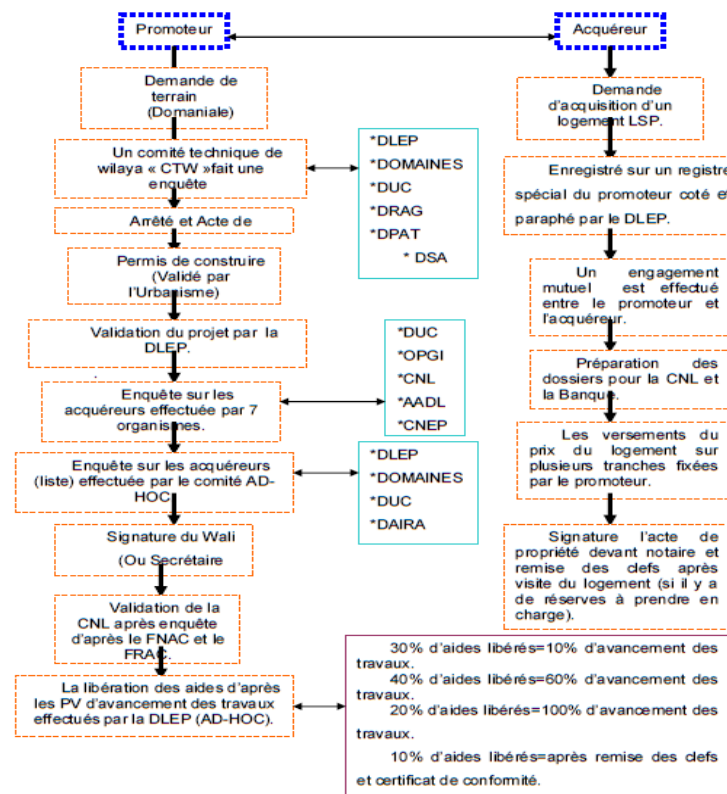 Promoteur
Acquéreur
Demande de
terrain
(Domaniale)
Un comité technique de
wilaya « CTW »fait une
enquête
Arrêté et Acte de
Permis de construire
(Validé par
l'Urbanisme)
Validation du projet par la
DLEP.
Enquête sur les
acquéreurs effectuée par 7
organismes.
Enquête sur les acquéreurs
(liste) effectuée par le comité AD-
HOC
Signature du Wali
(Ou Secrétaire
Validation de la
CNL après enquête
d'après le FNAC et le
FRAC.
La libération des aides d'après
les PV d'avancement des travaux
effectués par la DLEP (AD-HOC).
*DLEP
*DOMAINES
*DUC
*DRAG
*DPAT
* DSA
*DUC
*OPGI
*CNL
*AADL
*CNEP
*DLEP
*DOMAINES
*DUC
*DAIRA
Demande
d'acquisition d'un
logement LSP.
Enregistré sur un registre
spécial du promoteur coté et
paraphé par le DLEP.
Un engagement
mutuel est effectué
entre le promoteur et
l'acquéreur.
Préparation des
dossiers pour la CNL et
la Banque.
Les versements du
prix du logement sur
plusieurs tranches fixées
par le promoteur.
Signature l'acte de
propriété devant notaire et
remise des clefs après
visite du logement (si il y a
de réserves à prendre en
charge).
30% d'aides libérés=10% d'avancement des
travaux.
40% d'aides libérés=60% d'avancement des
travaux.
20% d'aides libérés=100% d'avancement des
travaux.
10% d'aides libérés=après remise des clefs
et certificat de conformité.